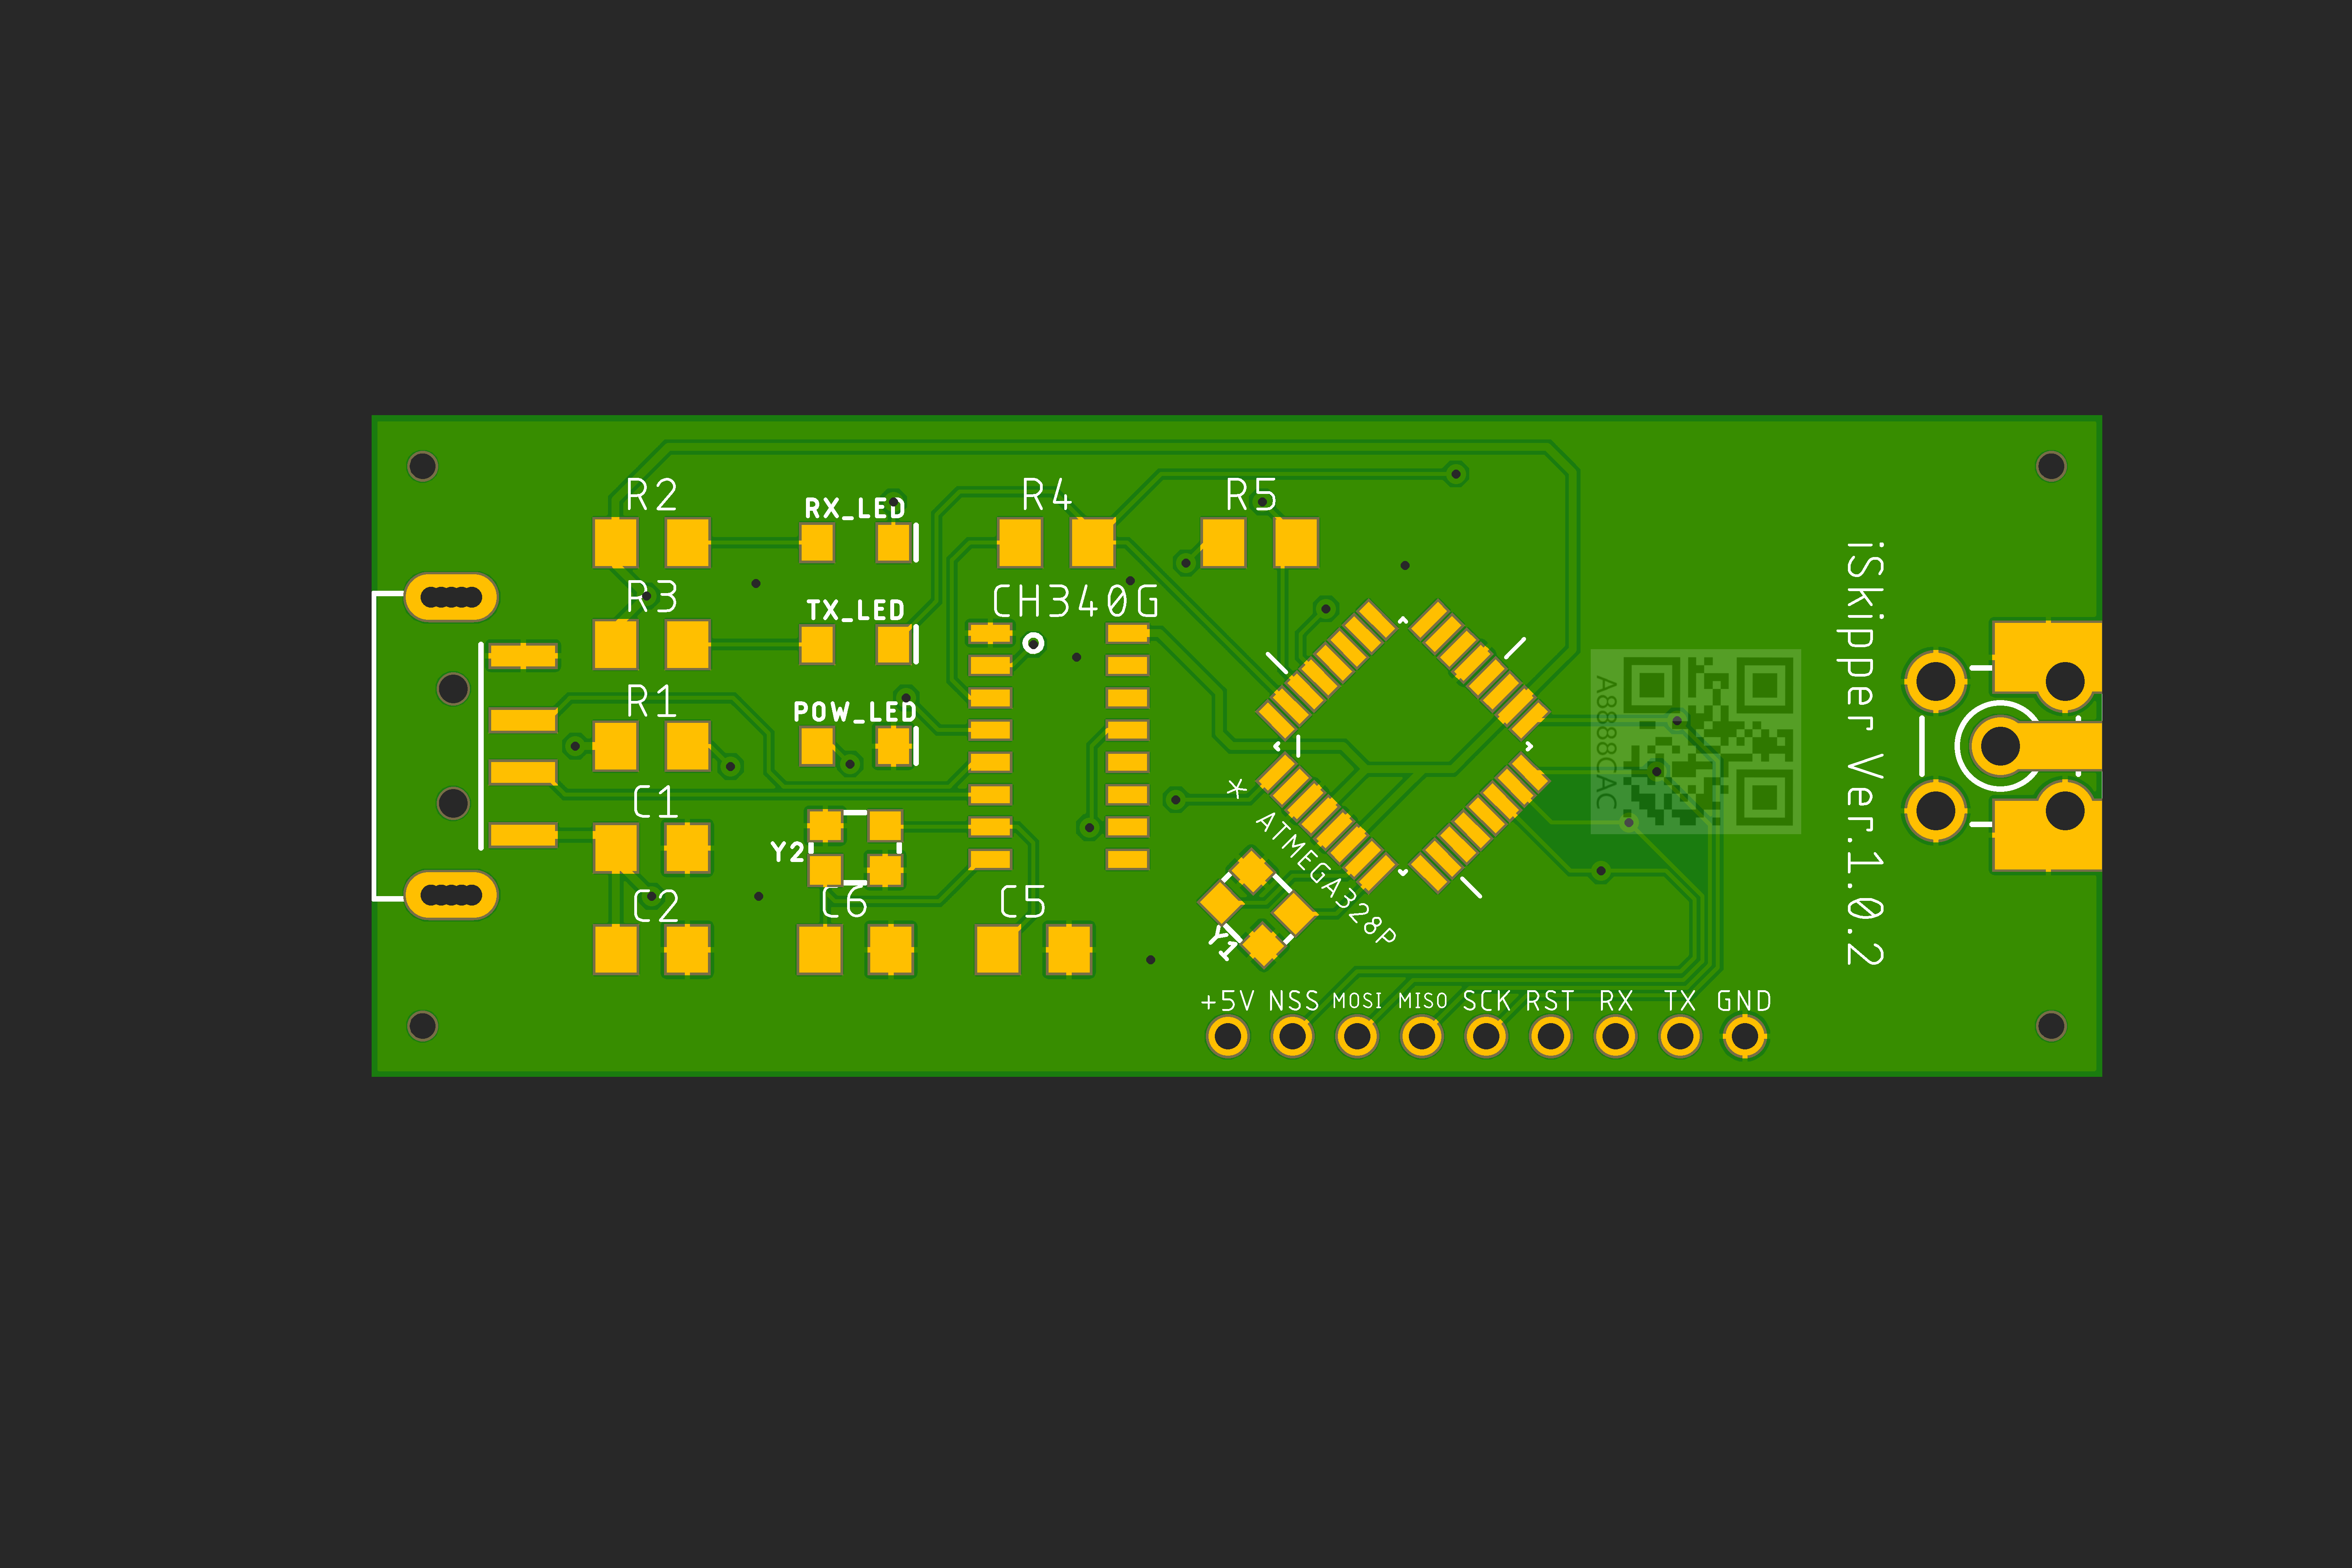 R2
RX_LED
R4
R5
R3
TX_LED
CH340G
R1
POW_LED
C1
Y2
C2
C6
C5
*
ATMEGA328P
Y1
A8888CAC
iSkipper Ver.1.0.2
+5V NSS MOSI MISO SCK RST RX TX GND